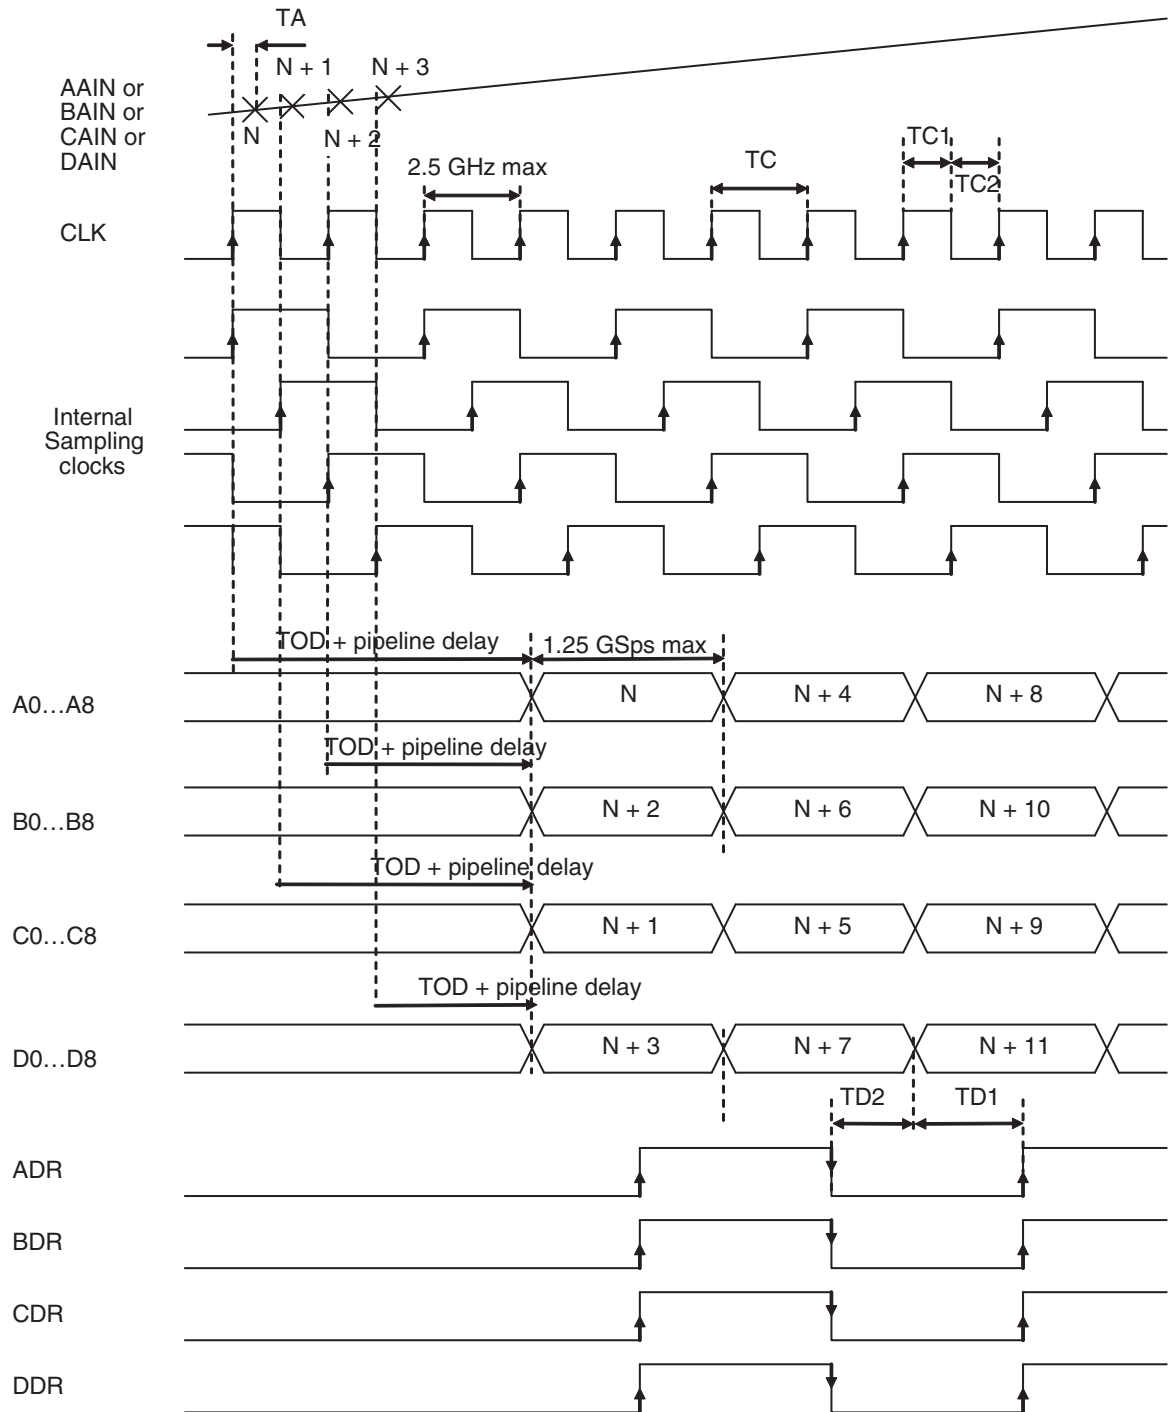 TA
N + 1
N + 3
AAIN or
BAIN or
CAIN or
DAIN
N
N + 2
2.5 GHz max
TC
TC1
TC2
CLK
Internal
Sampling
clocks
TOD + pipeline delay
1.25 GSps max
A0…A8
N
N + 4
N + 8
TOD + pipeline delay
B0…B8
N + 2
N + 6
N + 10
TOD + pipeline delay
C0…C8
N + 1
N + 5
N + 9
TOD + pipeline delay
D0…D8
N + 3
N + 7
N + 11
TD2
TD1
ADR
BDR
CDR
DDR